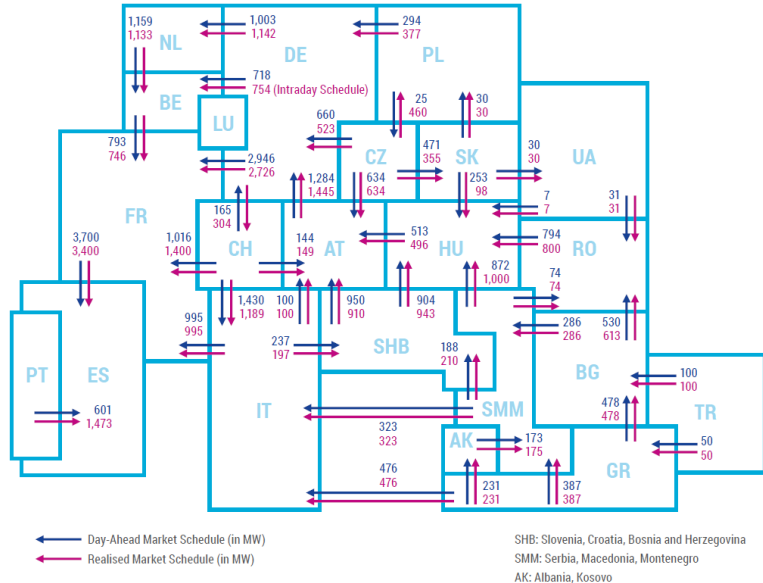 1,159
1,133
NL
1,003
1,142
DE
294
377
PL
718
754 (Intraday Schedule)
BE
LU
25
460
30
30
793
746
660
523
CZ
471
355
SK
30
30
UA
2,946
2,726
1,284
1,445
634
634
253
98
7
7
31
31
FR
165
304
CH
144
149
AT
513
496
HU
794
800
RO
3,700
3,400
1,016
1,400
872
1,000
74
74
1,430
1,189
100
100
950
910
904
943
995
995
237
197
SHB
188
210
286
286
530
613
PT
ES
IT
BG
100
100
TR
601
1,473
323
323
SMM
AK
173
175
478
478
50
50
GR
476
476
231
231
387
387
Day-Ahead Market Schedule (in MW)
Realised Market Schedule (in MW)
SHB: Slovenia, Croatia, Bosnia and Herzegovina
SMM: Serbia, Macedonia, Montenegro
AK: Albania, Kosovo